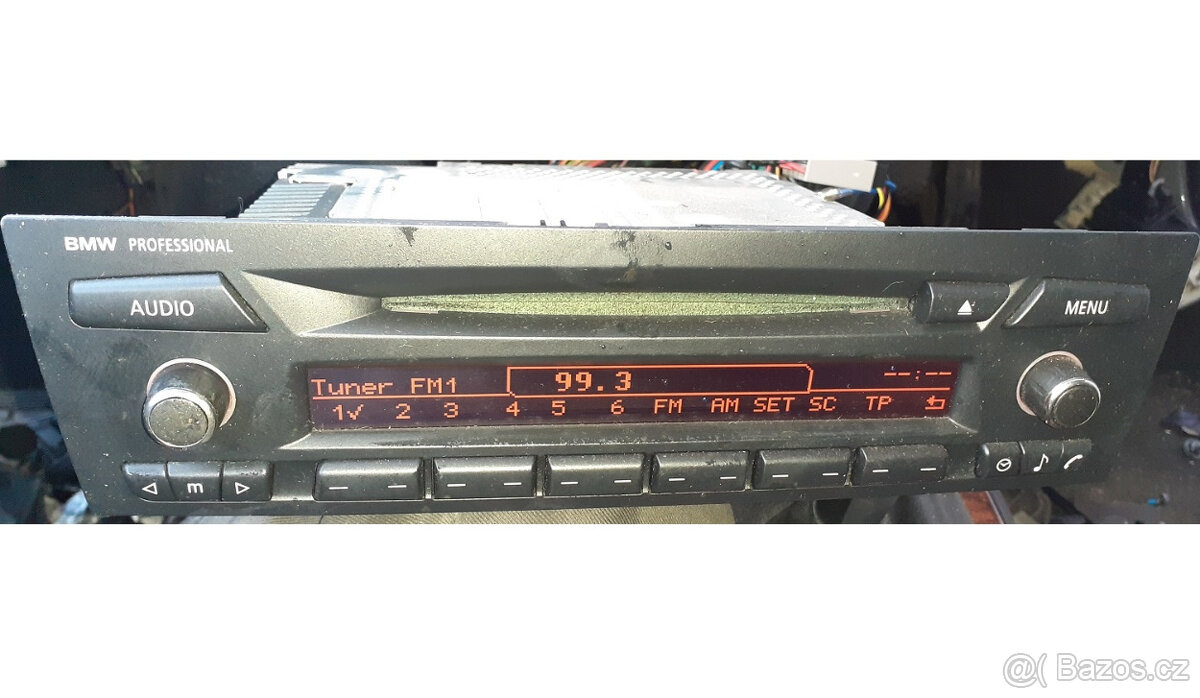 BMW PROFESSIONAL
AUDIO
MENU
Tuner FM1 99.3 --:--
1√ 2 3 4 5 6 FM AM SET SC TP
m
@( Bazos.cz